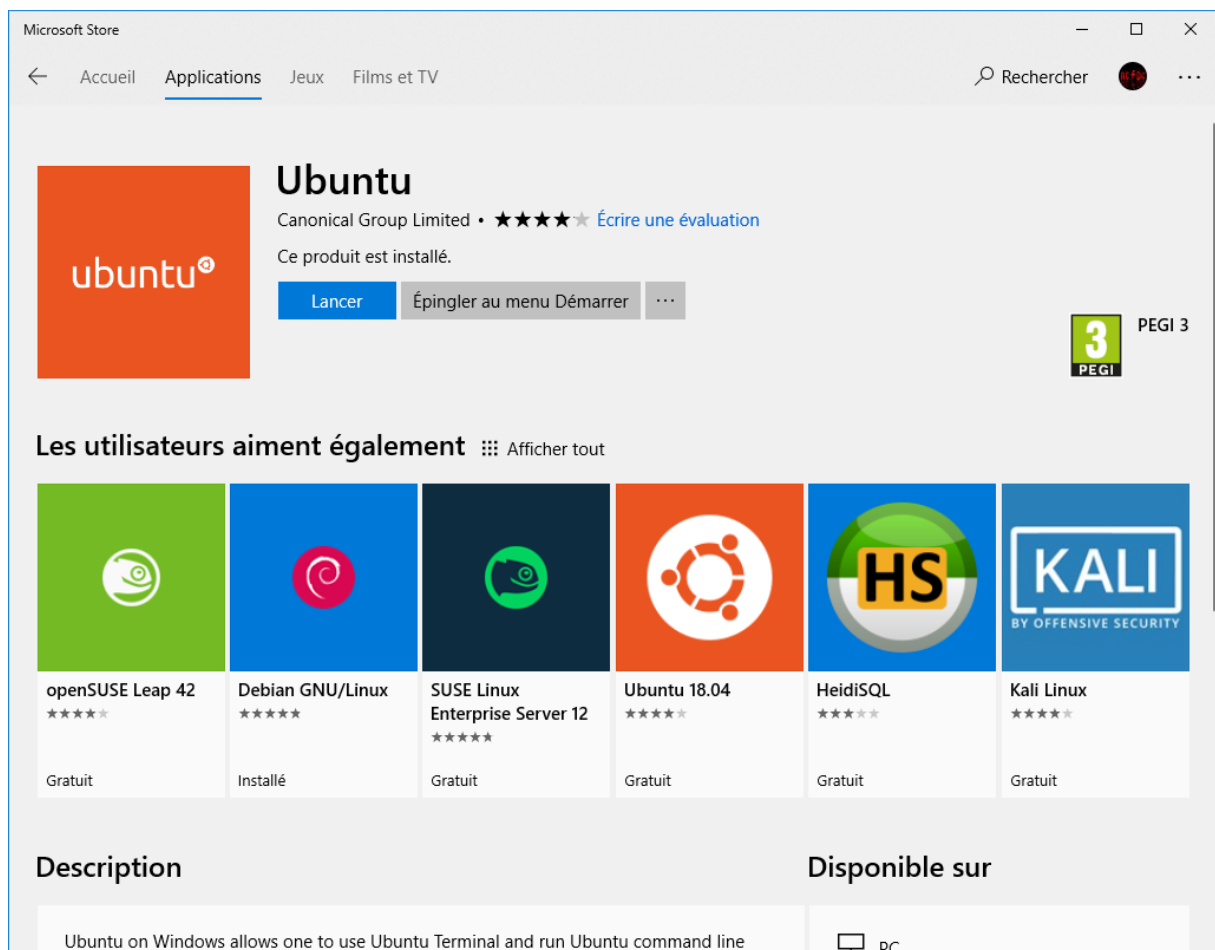 Microsoft Store
Accueil Applications Jeux Films et TV Rechercher
ubuntu
Ubuntu
Canonical Group Limited • Écrire une évaluation
Ce produit est installé.
Lancer Épingler au menu Démarrer ...
3
PEGI
PEGI 3
Les utilisateurs aiment également Afficher tout
HS
KALI
BY OFFENSIVE SECURITY
openSUSE Leap 42
Gratuit
Debian GNU/Linux
Installé
SUSE Linux
Enterprise Server 12
Gratuit
Ubuntu 18.04
Gratuit
HeidiSQL
Gratuit
Kali Linux
Gratuit
Description
Ubuntu on Windows allows one to use Ubuntu Terminal and run Ubuntu command line
Disponible sur
PC